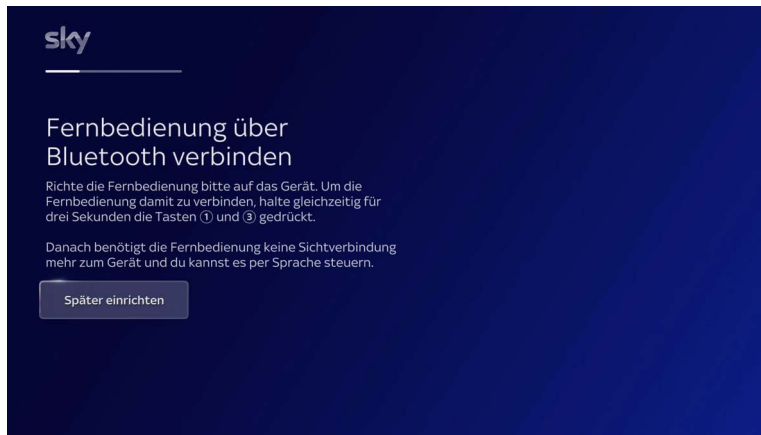 sky
Fernbedienung über
Bluetooth verbinden
Richte die Fernbedienung bitte auf das Gerät. Um die
Fernbedienung damit zu verbinden, halte gleichzeitig für
drei Sekunden die Tasten ① und ③ gedrückt.
Danach benötigt die Fernbedienung keine Sichtverbindung
mehr zum Gerät und du kannst es per Sprache steuern.
Später einrichten